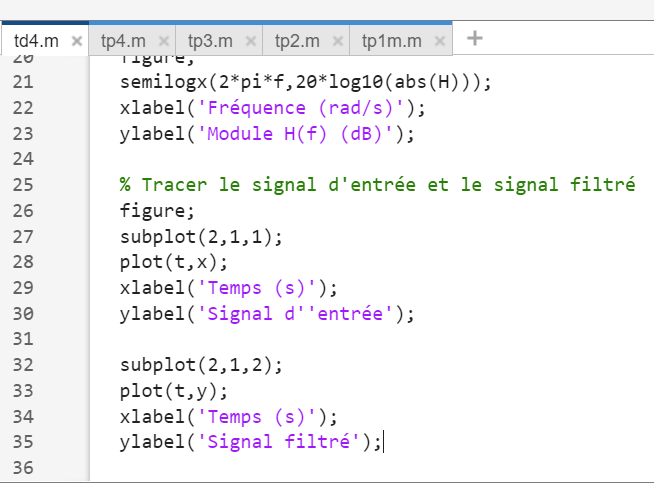 td4.m × tp4.m × tp3.m × tp2.m × tp1m.m × +
20 figure;
21 semilogx(2*pi*f,20*log10(abs(H)));
22 xlabel('Fréquence (rad/s)');
23 ylabel('Module H(f) (dB)');
24
25 % Tracer le signal d'entrée et le signal filtré
26 figure;
27 subplot(2,1,1);
28 plot(t,x);
29 xlabel('Temps (s)');
30 ylabel('Signal d''entrée');
31
32 subplot(2,1,2);
33 plot(t,y);
34 xlabel('Temps (s)');
35 ylabel('Signal filtré');
36